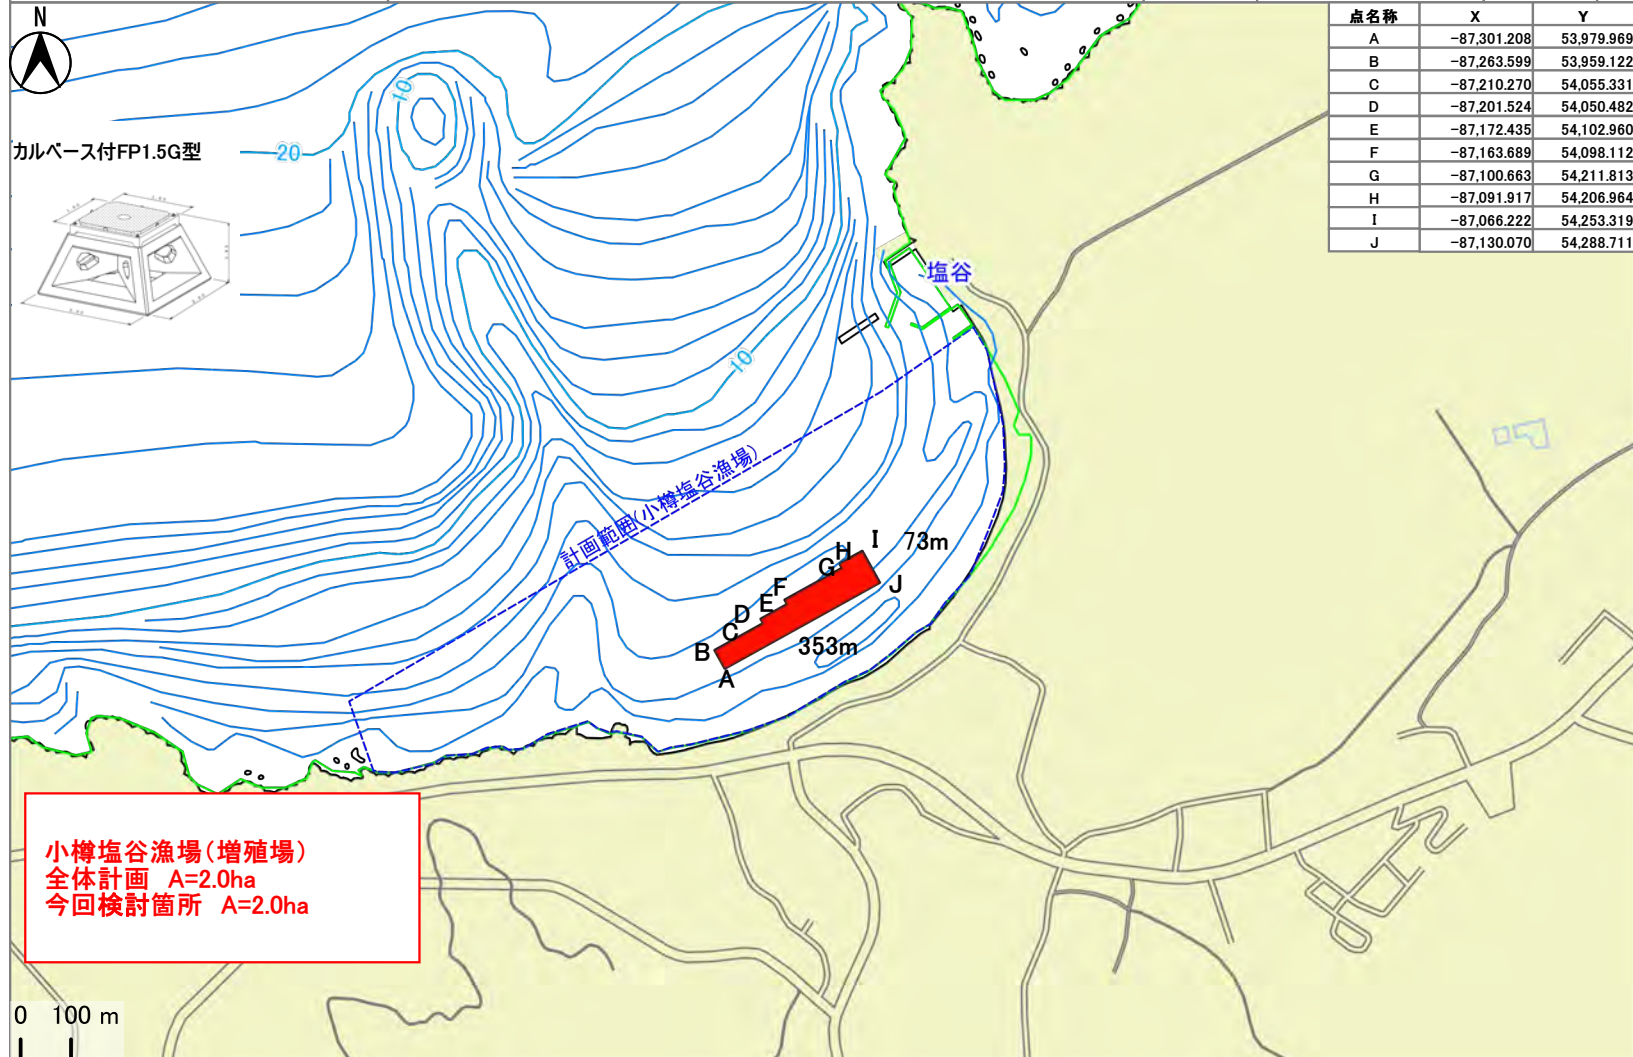 N
カルベース付FP1.5G型
点名称 X Y
A -87,301.208 53,979.969
B -87,263.599 53,959.122
C -87,210.270 54,055.331
D -87,201.524 54,050.482
E -87,172.435 54,102.960
F -87,163.689 54,098.112
G -87,100.663 54,211.813
H -87,091.917 54,206.964
I -87,066.222 54,253.319
J -87,130.070 54,288.711
10
20
塩谷
10
計画範囲(小樽塩谷漁場)
I
73m
H
G
J
F
E
D
C
B
353m
A
小樽塩谷漁場(増殖場)
全体計画 A=2.0ha
今回検討箇所 A=2.0ha
0 100 m